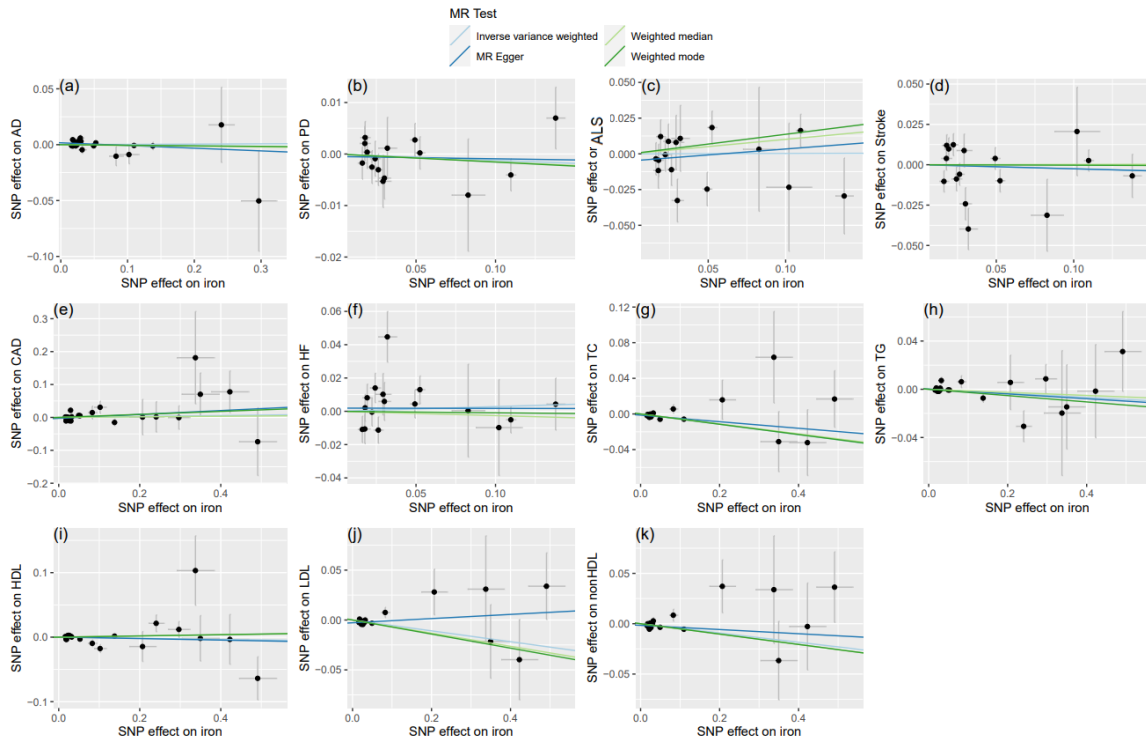 MR Test
Inverse variance weighted
Weighted median
MR Egger
Weighted mode
(a)
SNP effect on AD
0.05
0.00
−0.05
−0.10
0.0
0.1
0.2
0.3
SNP effect on iron
(b)
SNP effect on PD
0.01
0.00
−0.01
−0.02
0.05
0.10
SNP effect on iron
(c)
SNP effect on ALS
0.050
0.025
0.000
−0.025
−0.050
0.05
0.10
SNP effect on iron
(d)
SNP effect on Stroke
0.050
0.025
0.000
−0.025
−0.050
0.05
0.10
SNP effect on iron
(e)
SNP effect on CAD
0.3
0.2
0.1
0.0
−0.1
−0.2
0.0
0.2
0.4
SNP effect on iron
(f)
SNP effect on HF
0.06
0.04
0.02
0.00
−0.02
−0.04
0.05
0.10
SNP effect on iron
(g)
SNP effect on TC
0.12
0.08
0.04
0.00
−0.04
0.0
0.2
0.4
SNP effect on iron
(h)
SNP effect on TG
0.04
0.00
−0.04
0.0
0.2
0.4
SNP effect on iron
(i)
SNP effect on HDL
0.1
0.0
−0.1
0.0
0.2
0.4
SNP effect on iron
(j)
SNP effect on LDL
0.05
0.00
−0.05
0.0
0.2
0.4
SNP effect on iron
(k)
SNP effect on nonHDL
0.05
0.00
−0.05
0.0
0.2
0.4
SNP effect on iron